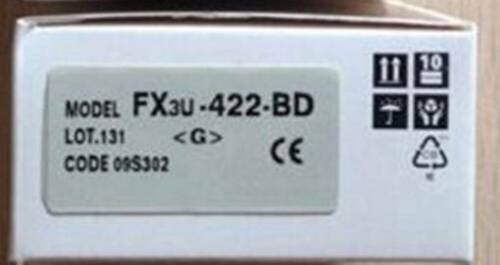 MODEL FX3U-422-BD
LOT.131 <G>
CODE 09S302
CE
10